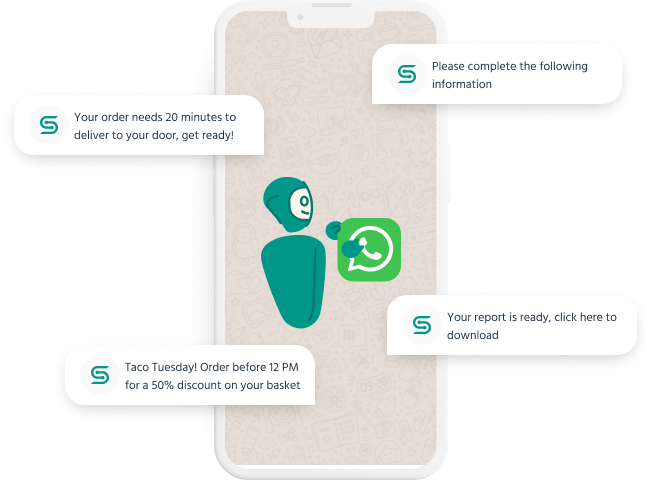 Please complete the following
information
Your order needs 20 minutes to
deliver to your door, get ready!
Your report is ready, click here to
download
Taco Tuesday! Order before 12 PM
for a 50% discount on your basket